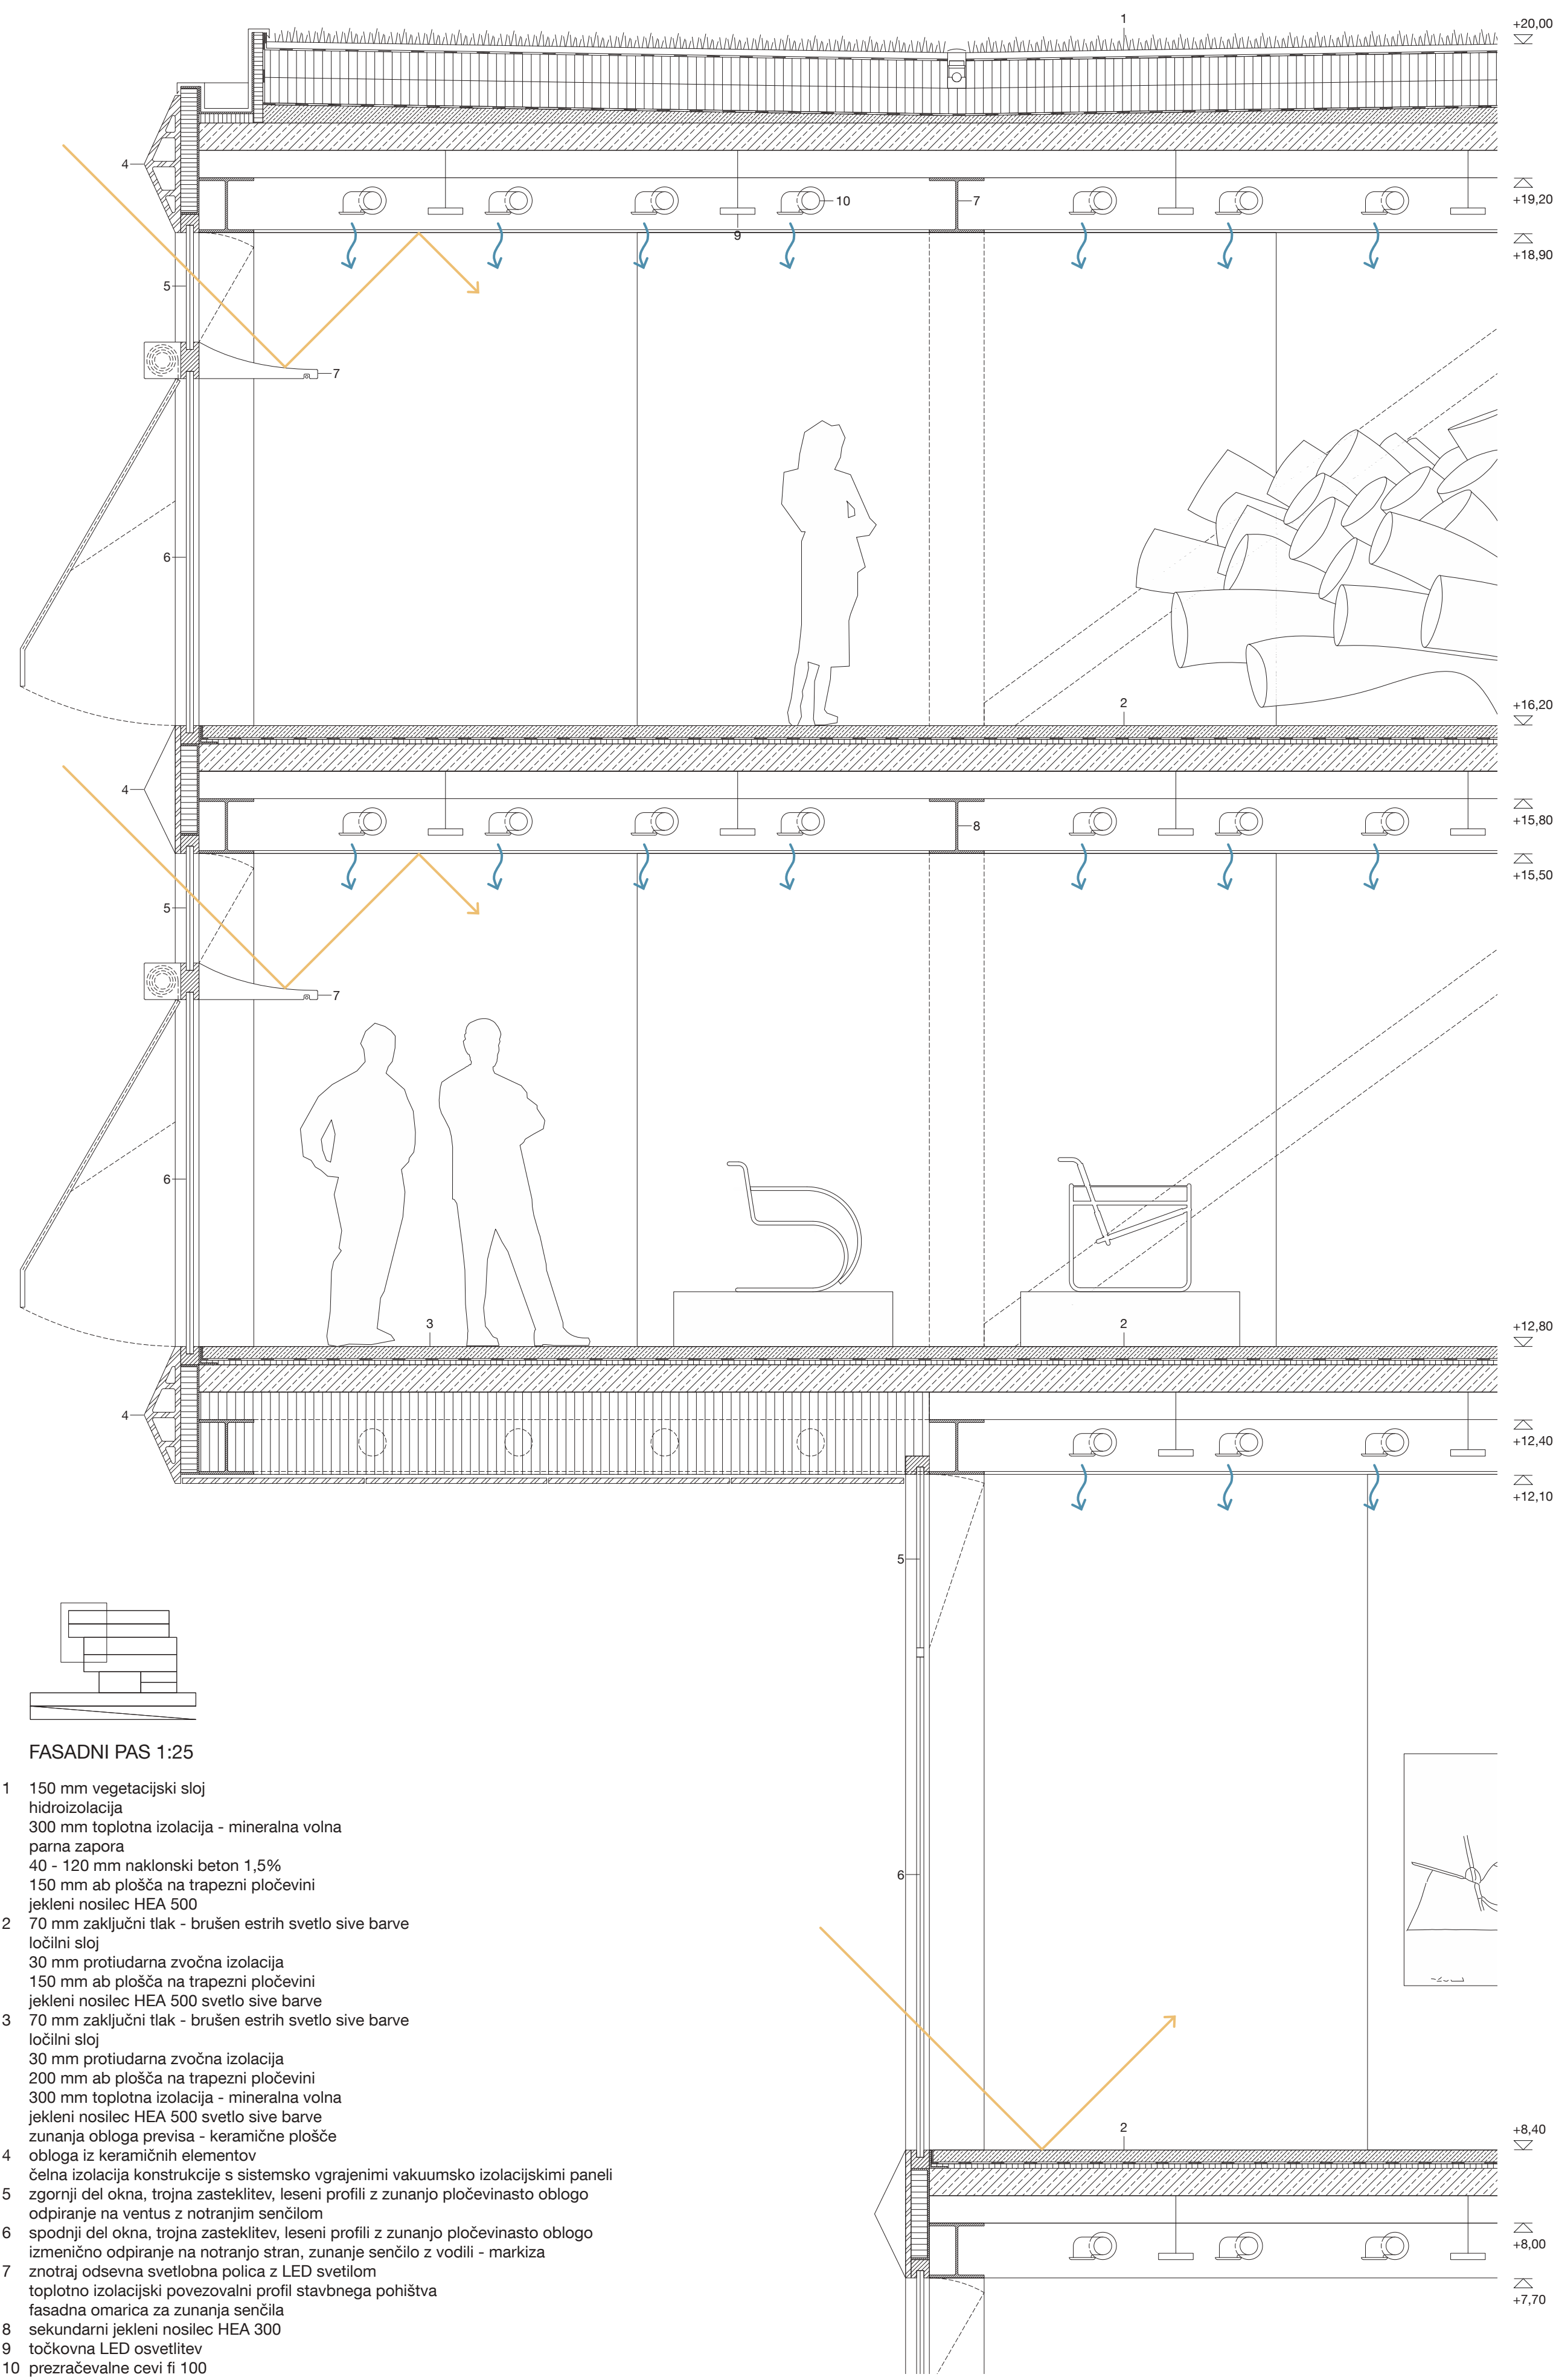 1
+20,00
4
10
7
+19,20
9
+18,90
5
7
6
2
+16,20
4
8
+15,80
+15,50
5
7
6
3
2
+12,80
4
+12,40
+12,10
5
6
2
+8,40
+8,00
+7,70
FASADNI PAS 1:25
1 150 mm vegetacijski sloj
hidroizolacija
300 mm toplotna izolacija - mineralna volna
parna zapora
40 - 120 mm naklonski beton 1,5%
150 mm ab plošča na trapezni pločevini
jekleni nosilec HEA 500
2 70 mm zaključni tlak - brušen estrih svetlo sive barve
ločilni sloj
30 mm protiudarna zvočna izolacija
150 mm ab plošča na trapezni pločevini
jekleni nosilec HEA 500 svetlo sive barve
3 70 mm zaključni tlak - brušen estrih svetlo sive barve
ločilni sloj
30 mm protiudarna zvočna izolacija
200 mm ab plošča na trapezni pločevini
300 mm toplotna izolacija - mineralna volna
jekleni nosilec HEA 500 svetlo sive barve
zunanja obloga previsa - keramične plošče
4 obloga iz keramičnih elementov
čelna izolacija konstrukcije s sistemsko vgrajenimi vakuumsko izolacijskimi paneli
5 zgornji del okna, trojna zasteklitev, leseni profili z zunanjo pločevinasto oblogo
odpiranje na ventus z notranjim senčilom
6 spodnji del okna, trojna zasteklitev, leseni profili z zunanjo pločevinasto oblogo
izmenično odpiranje na notranjo stran, zunanje senčilo z vodili - markiza
7 znotraj odsevna svetlobna polica z LED svetilom
toplotno izolacijski povezovalni profil stavbnega pohištva
fasadna omarica za zunanja senčila
8 sekundarni jekleni nosilec HEA 300
9 točkovna LED osvetlitev
10 prezračevalne cevi fi 100